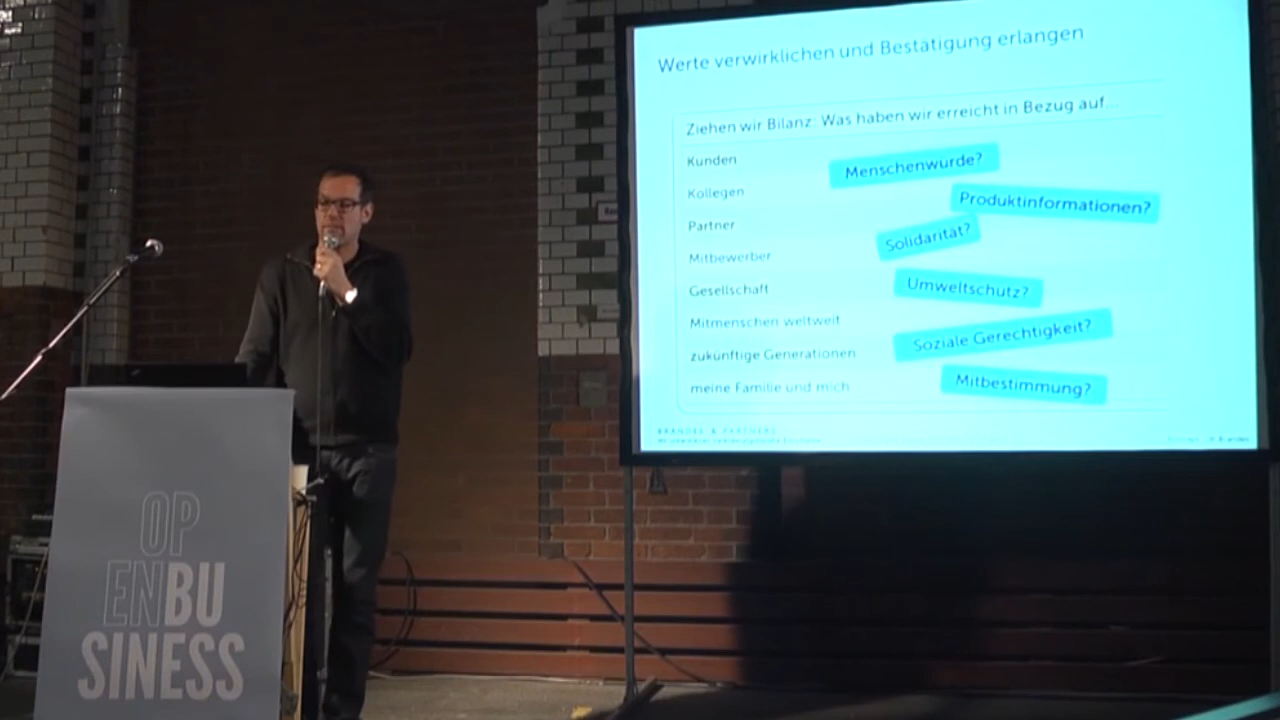 Werte verwirklichen und Bestätigung erlangen
Ziehen wir Bilanz: Was haben wir erreicht in Bezug auf...
Kunden
Menschenwürde?
Kollegen
Produktinformationen?
Partner
Solidarität?
Mitbewerber
Gesellschaft
Umweltschutz?
Mitmenschen weltweit
Soziale Gerechtigkeit?
zukünftige Generationen
meine Familie und mich
Mitbestimmung?
BRANDES & PARTNERS
OP
ENBU
SINESS